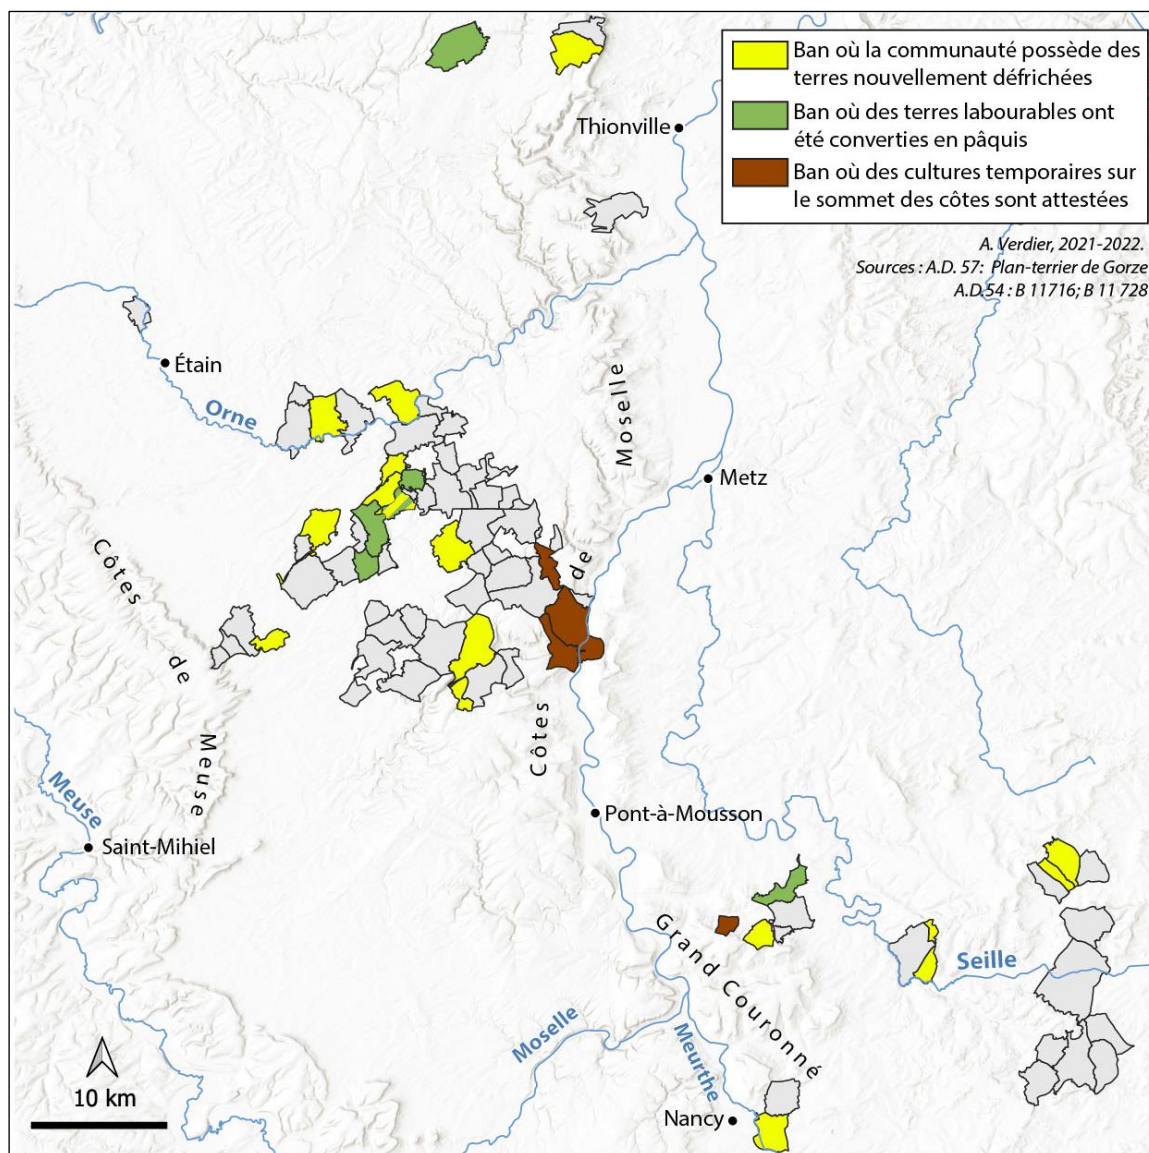 Ban où la communauté possède des
terres nouvellement défrichées
Ban où des terres labourables ont
été converties en pâquis
Ban où des cultures temporaires sur
le sommet des côtes sont attestées
A. Verdier, 2021-2022.
Sources : A.D. 57: Plan-terrier de Gorze
A.D.54 : B 11716; B 11 728
Thionville
Étain
Orne
Moselle
de
Côtes
Metz
Côtes
de
Meuse
Meuse
Saint-Mihiel
Pont-à-Mousson
Grand Couronné
Seille
Moselle
Meurthe
Nancy
10 km